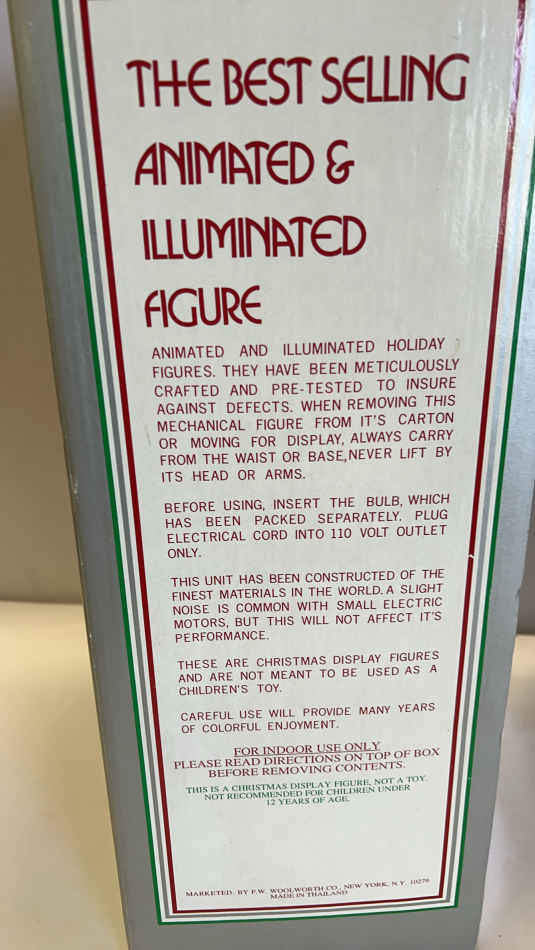 THE BEST SELLING
ANIMATED &
ILLUMINATED
FIGURE
ANIMATED AND ILLUMINATED HOLIDAY
FIGURES. THEY HAVE BEEN METICULOUSLY
CRAFTED AND PRE-TESTED TO INSURE
AGAINST DEFECTS. WHEN REMOVING THIS
MECHANICAL FIGURE FROM IT'S CARTON
OR MOVING FOR DISPLAY, ALWAYS CARRY
FROM THE WAIST OR BASE,NEVER LIFT BY
ITS HEAD OR ARMS.
BEFORE USING, INSERT THE BULB, WHICH
HAS BEEN PACKED SEPARATELY. PLUG
ELECTRICAL CORD INTO 110 VOLT OUTLET
ONLY.
THIS UNIT HAS BEEN CONSTRUCTED OF THE
FINEST MATERIALS IN THE WORLD. A SLIGHT
NOISE IS COMMON WITH SMALL ELECTRIC
MOTORS, BUT THIS WILL NOT AFFECT IT'S
PERFORMANCE.
THESE ARE CHRISTMAS DISPLAY FIGURES
AND ARE NOT MEANT TO BE USED AS A
CHILDREN'S TOY.
CAREFUL USE WILL PROVIDE MANY YEARS
OF COLORFUL ENJOYMENT.
FOR INDOOR USE ONLY
PLEASE READ DIRECTIONS ON TOP OF BOX
BEFORE REMOVING CONTENTS.
THIS IS A CHRISTMAS DISPLAY FIGURE, NOT A TOY.
NOT RECOMMENDED FOR CHILDREN UNDER
12 YEARS OF AGE.
MARKETED. BY F.W. WOOLWORTH CO., NEW YORK, N.Y. 10279
MADE IN THAILAND